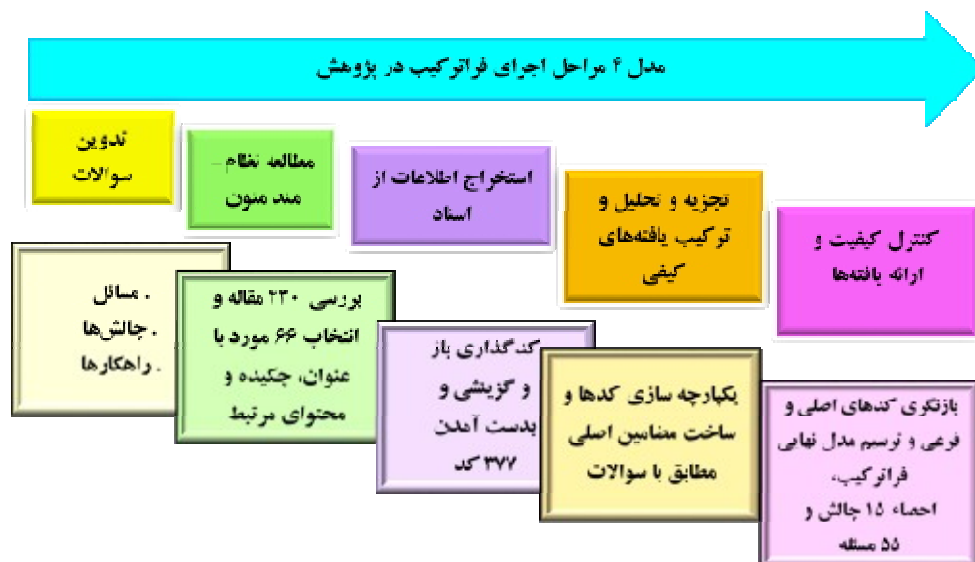 مدل ۴ مراحل اجرای فراترکیب در پژوهش
تدوین
سوالات
مطالعه نظام –
مند متون
استخراج اطلاعات از
اسناد
تجزیه و تحلیل و
ترکیب یافته‌های
کیفی
کنترل کیفیت و
ارائه یافته‌ها
. مسائل
. چالش‌ها
. راهکارها
بررسی ۲۳۰ مقاله و
انتخاب ۶۶ مورد با
عنوان، چکیده و
محتوای مرتبط
کدگذاری باز
و گزینشی و
بدست آمدن
۳۷۷ کد
یکپارچه سازی کدها و
ساخت مضامین اصلی
مطابق با سوالات
بازنگری کدهای اصلی و
فرعی و ترسیم مدل نهایی
فراترکیب،
احصاء ۱۵ چالش و
۵۵ مسئله